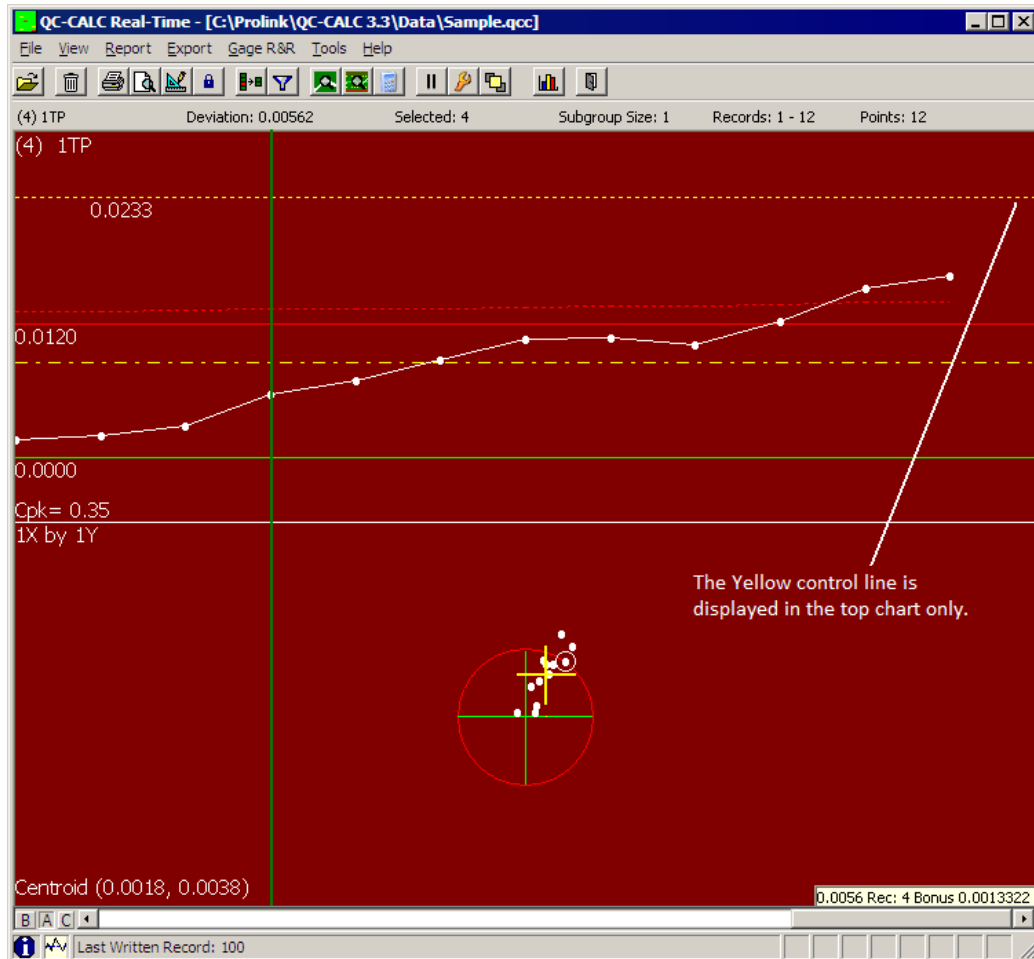 QC-CALC Real-Time - [C:\Prolink\QC-CALC 3.3\Data\Sample.qcc]
File View Report Export Gage R&R Tools Help
(4) 1TP Deviation: 0.00562 Selected: 4 Subgroup Size: 1 Records: 1 - 12 Points: 12
(4) 1TP
0.0233
0.0120
0.0000
Cpk= 0.35
1X by 1Y
The Yellow control line is
displayed in the top chart only.
Centroid (0.0018, 0.0038)
0.0056 Rec: 4 Bonus 0.0013322
B A C
Last Written Record: 100